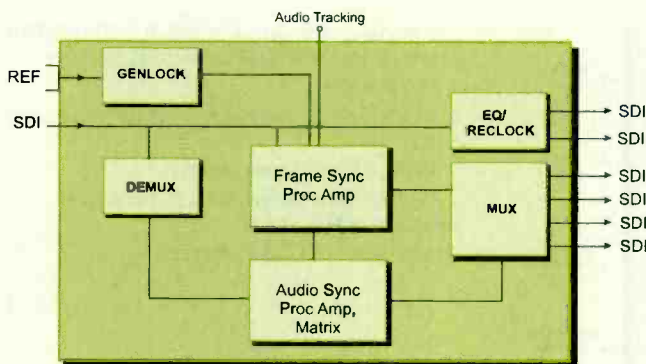 Audio Tracking
REF
GENLOCK
SDI
EQ/
RECLOCK
SDI
SDI
DEMUX
Frame Sync
Proc Amp
MUX
SDI
SDI
SDI
SDI
Audio Sync
Proc Amp,
Matrix